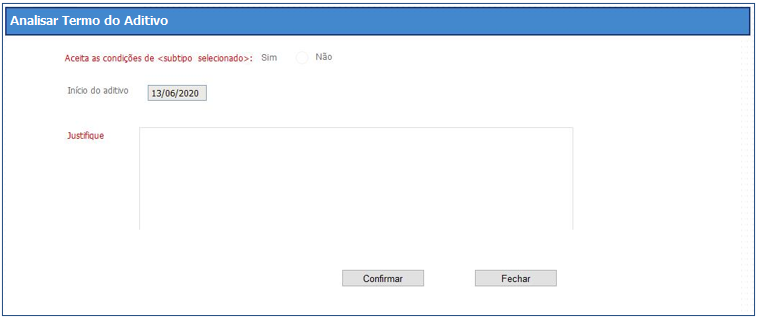 Analisar Termo do Aditivo
Aceita as condições de <subtipo selecionado>: Sim Não
Início do aditivo 13/06/2020
Justifique
Confirmar Fechar